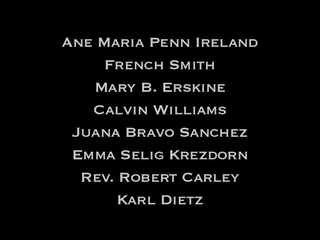 Ane Maria Penn Ireland
French Smith
Mary B. Erskine
Calvin Williams
Juana Bravo Sanchez
Emma Selig Krezdorn
Rev. Robert Carley
Karl Dietz